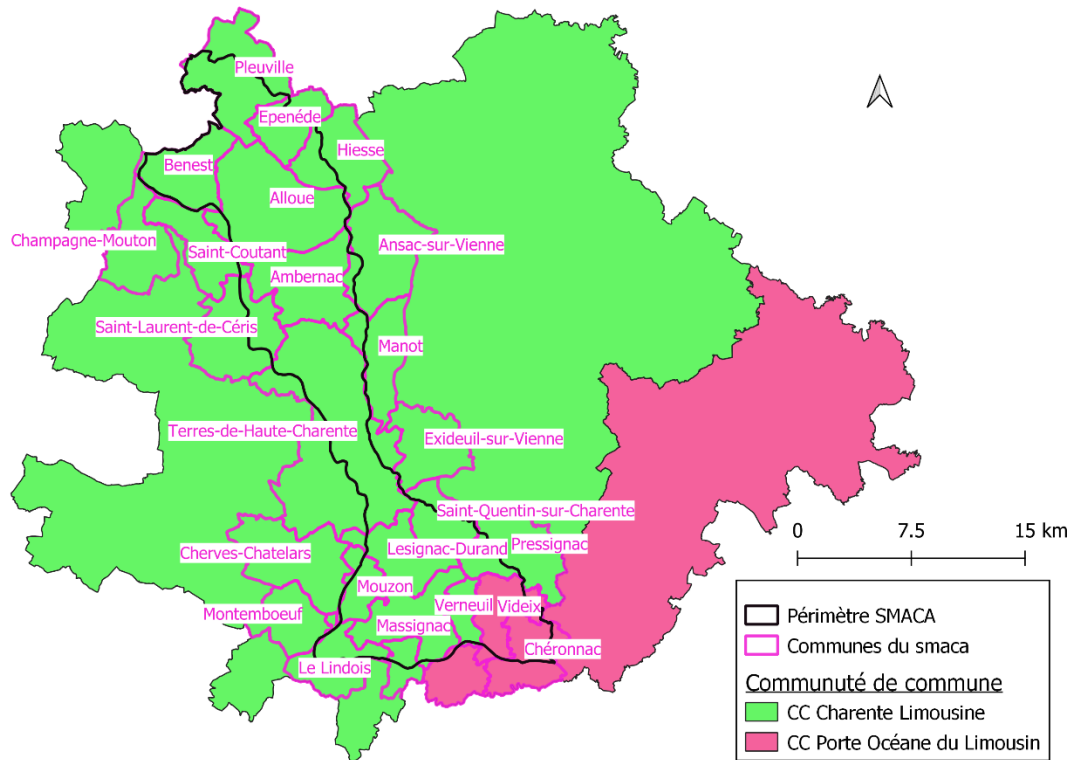 Pleuville
Epenéde
Hiesse
Benest
Alloue
Champagne-Mouton
Saint-Coutant
Ansac-sur-Vienne
Ambernac
Saint-Laurent-de-Céris
Manot
Terres-de-Haute-Charente
Exideuil-sur-Vienne
Saint-Quentin-sur-Charente
Cherves-Chatelars
Lesignac-Durand
Pressignac
Mouzon
Montemboeuf
Verneuil
Videix
Massignac
Chéronnac
Le Lindois
0 7.5 15 km
Périmètre SMACA
Communes du smaca
Communuté de commune
CC Charente Limousine
CC Porte Océane du Limousin